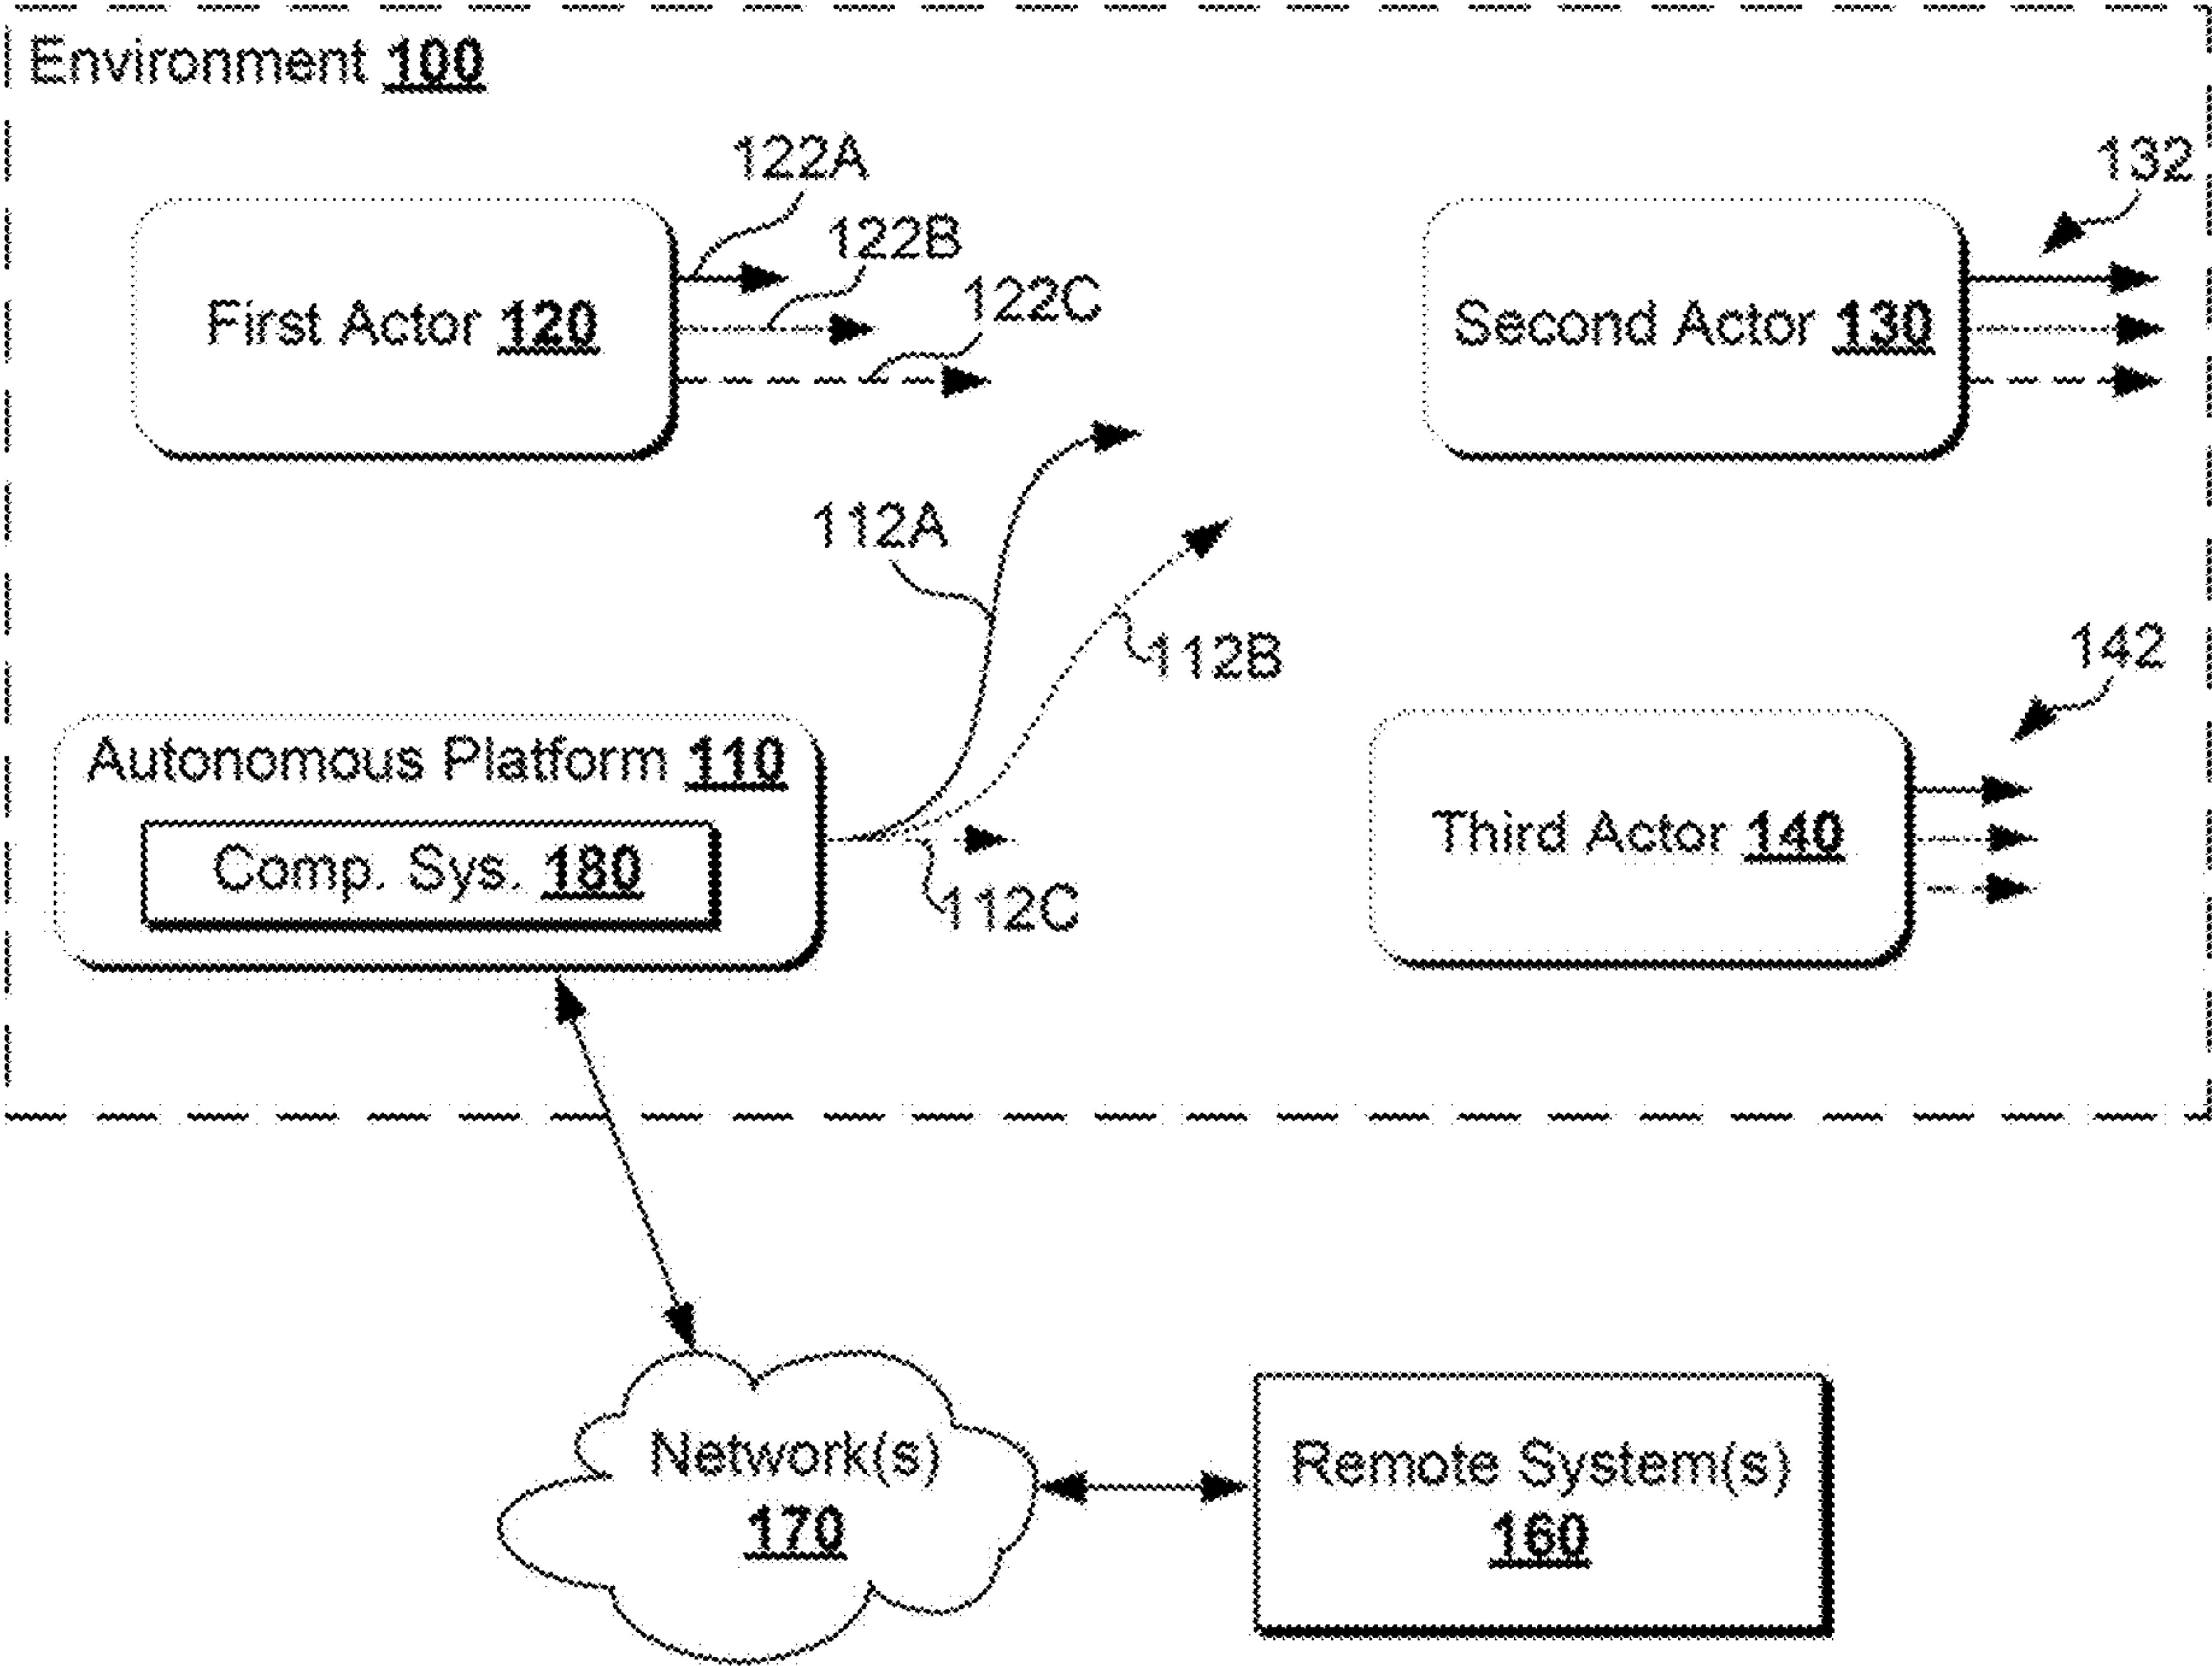 Environment 100
122A
132
122B
122C
First Actor 120
Second Actor 130
112A
112B
142
Autonomous Platform 110
Third Actor 140
Comp. Sys. 180
112C
Network(s)
170
Remote System(s)
160